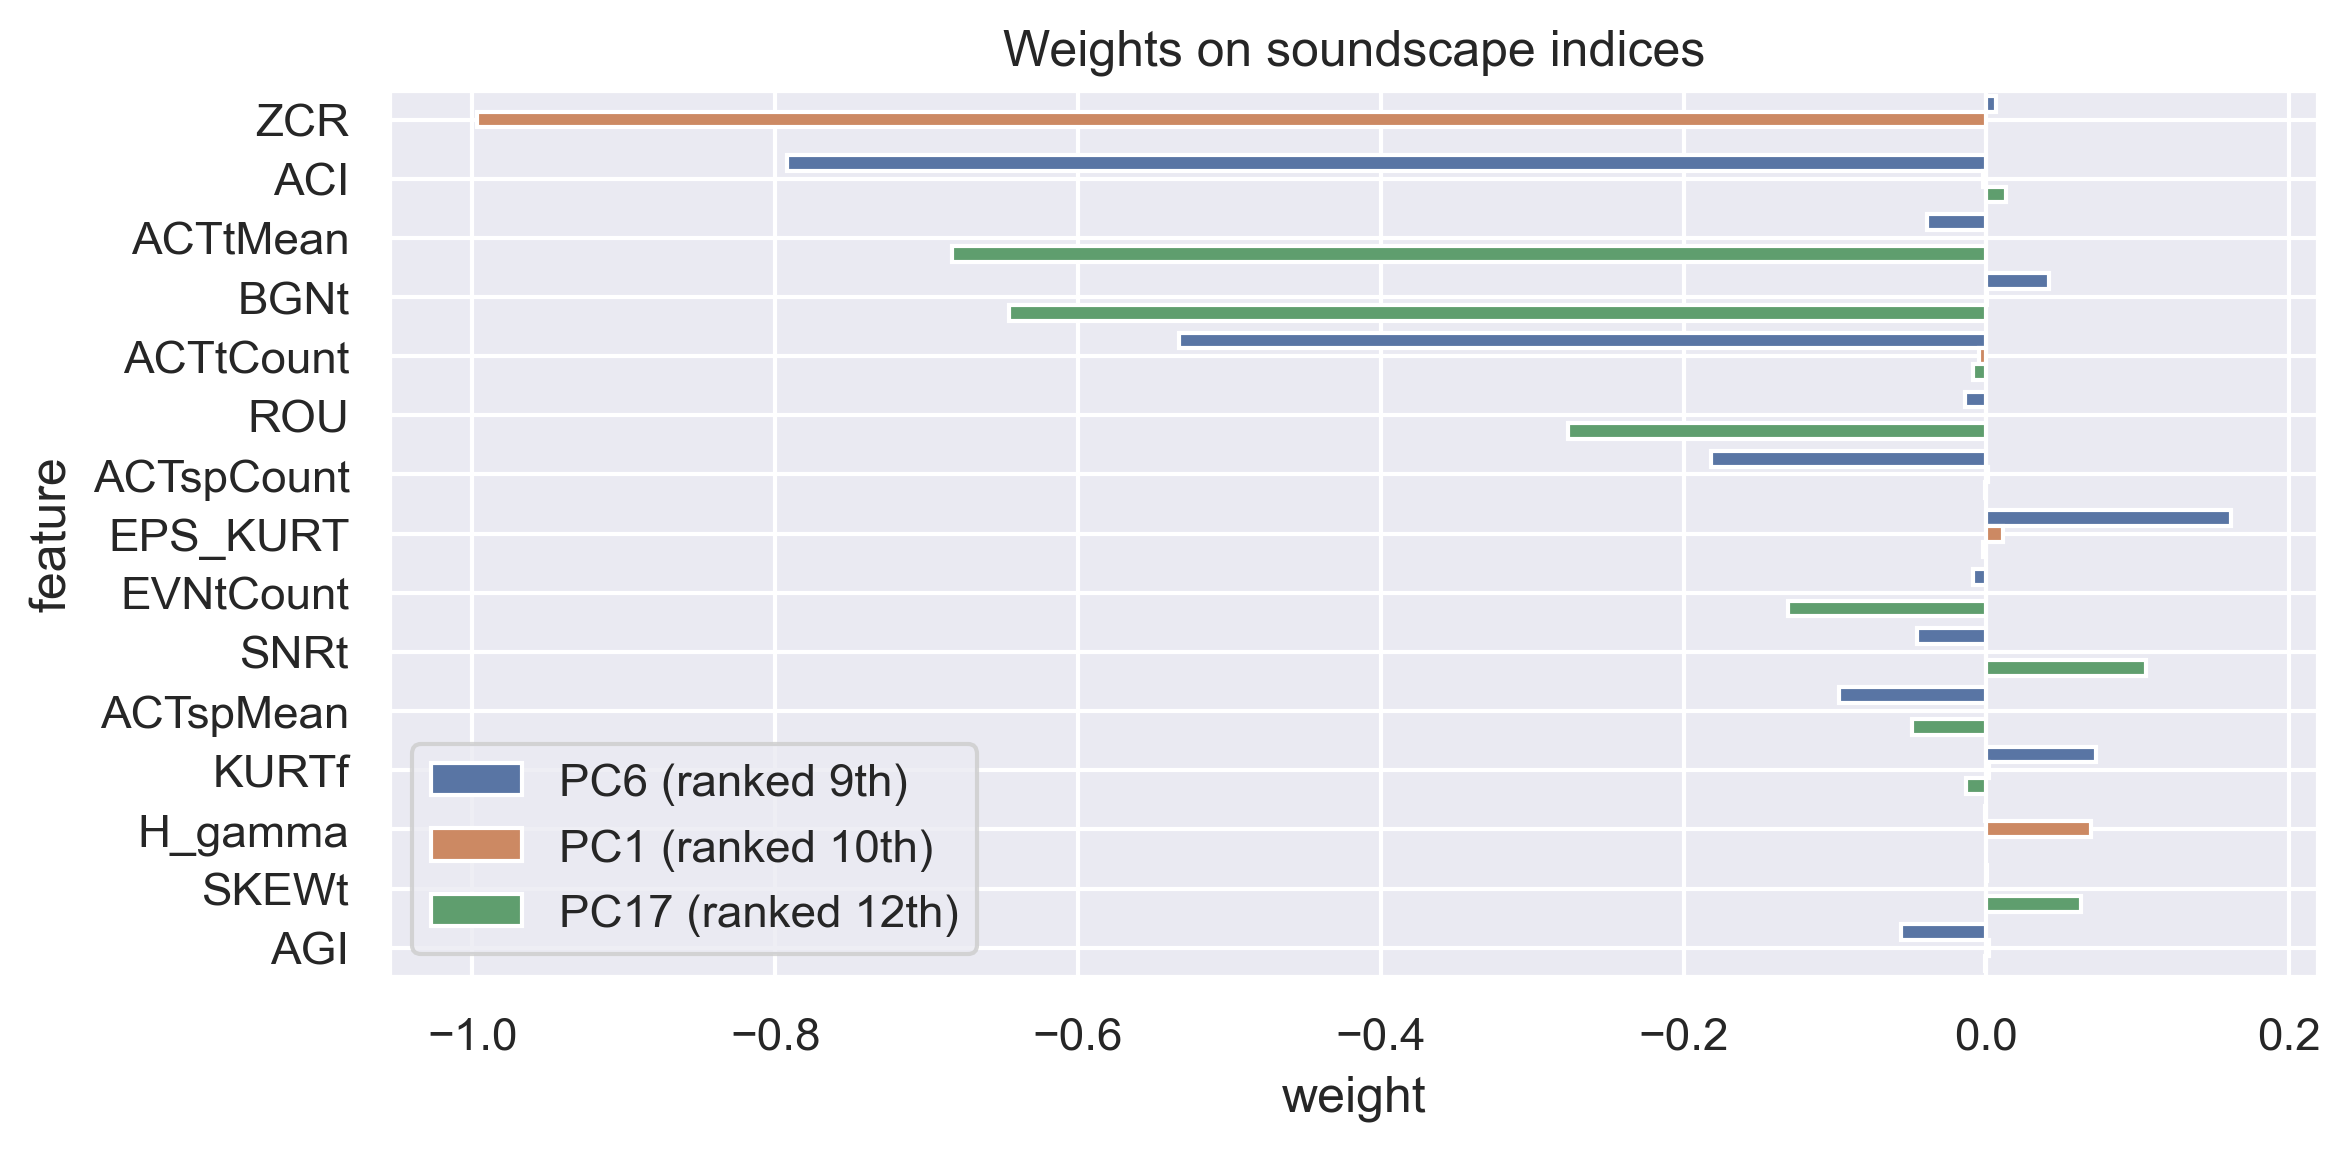 Weights on soundscape indices
ZCR
ACI
ACTtMean
BGNt
ACTtCount
ROU
ACTspCount
EPS_KURT
EVNtCount
SNRt
ACTspMean
KURTf
H_gamma
SKEWt
AGI
feature
PC6 (ranked 9th)
PC1 (ranked 10th)
PC17 (ranked 12th)
−1.0 −0.8 −0.6 −0.4 −0.2 0.0 0.2
weight